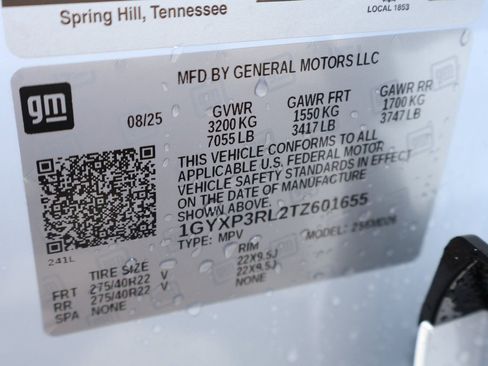 Spring Hill, Tennessee
LOCAL 1853
MFD BY GENERAL MOTORS LLC
gm
08/25
GVWR
3200 KG
7055 LB
GAWR FRT
1550 KG
3417 LB
GAWR RR
1700 KG
3747 LB
THIS VEHICLE CONFORMS TO ALL
APPLICABLE U.S. FEDERAL MOTOR
VEHICLE SAFETY STANDARDS IN EFFECT
ON THE DATE OF MANUFACTURE
SHOWN ABOVE.
1GYXP3RL2TZ601655
TYPE: MPV MODEL:
241L
TIRE SIZE RIM
FRT 275/40R22 V 22X9.5J
RR 275/40R22 V 22X9.5J
SPA NONE NONE